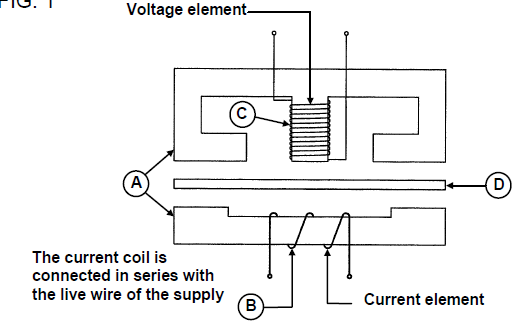 FIG. 1
Voltage element
C
A
D
The current coil is
connected in series with
the live wire of the supply
B
Current element